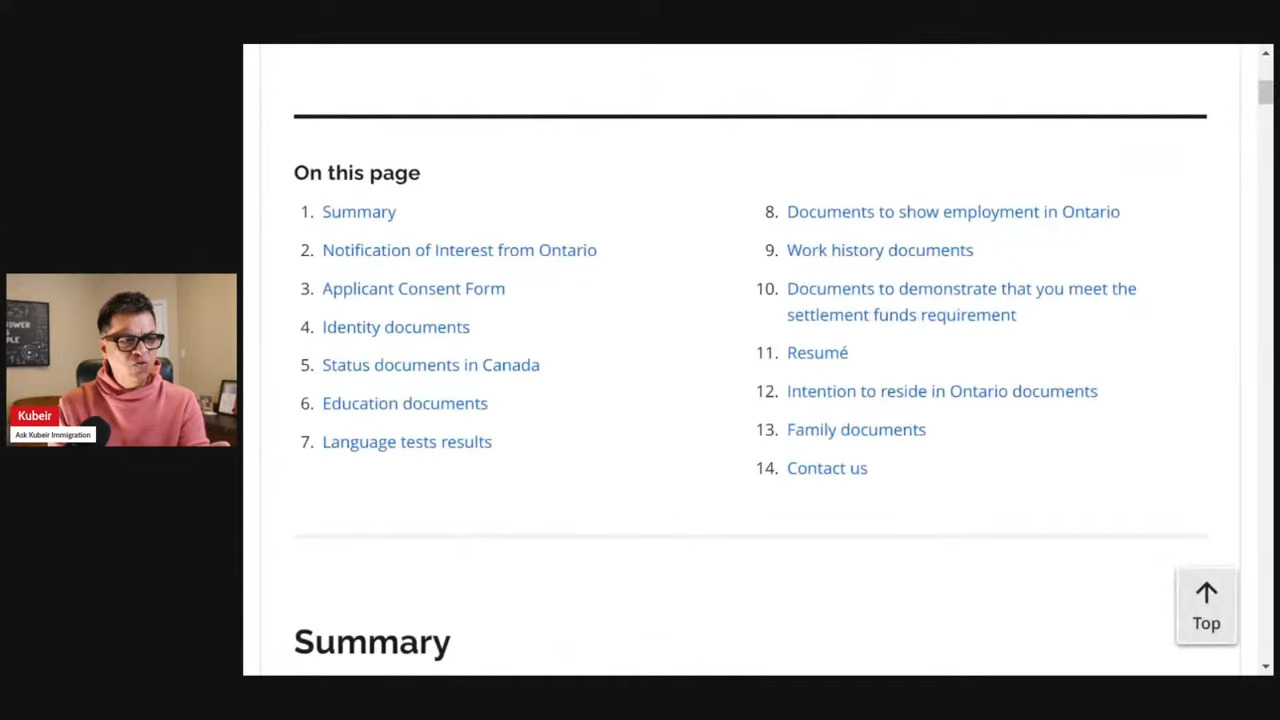 On this page
1. Summary
2. Notification of Interest from Ontario
3. Applicant Consent Form
4. Identity documents
5. Status documents in Canada
6. Education documents
7. Language tests results
8. Documents to show employment in Ontario
9. Work history documents
10. Documents to demonstrate that you meet the
settlement funds requirement
11. Resumé
12. Intention to reside in Ontario documents
13. Family documents
14. Contact us
Top
Summary
Kubeir
Ask Kubeir Immigration